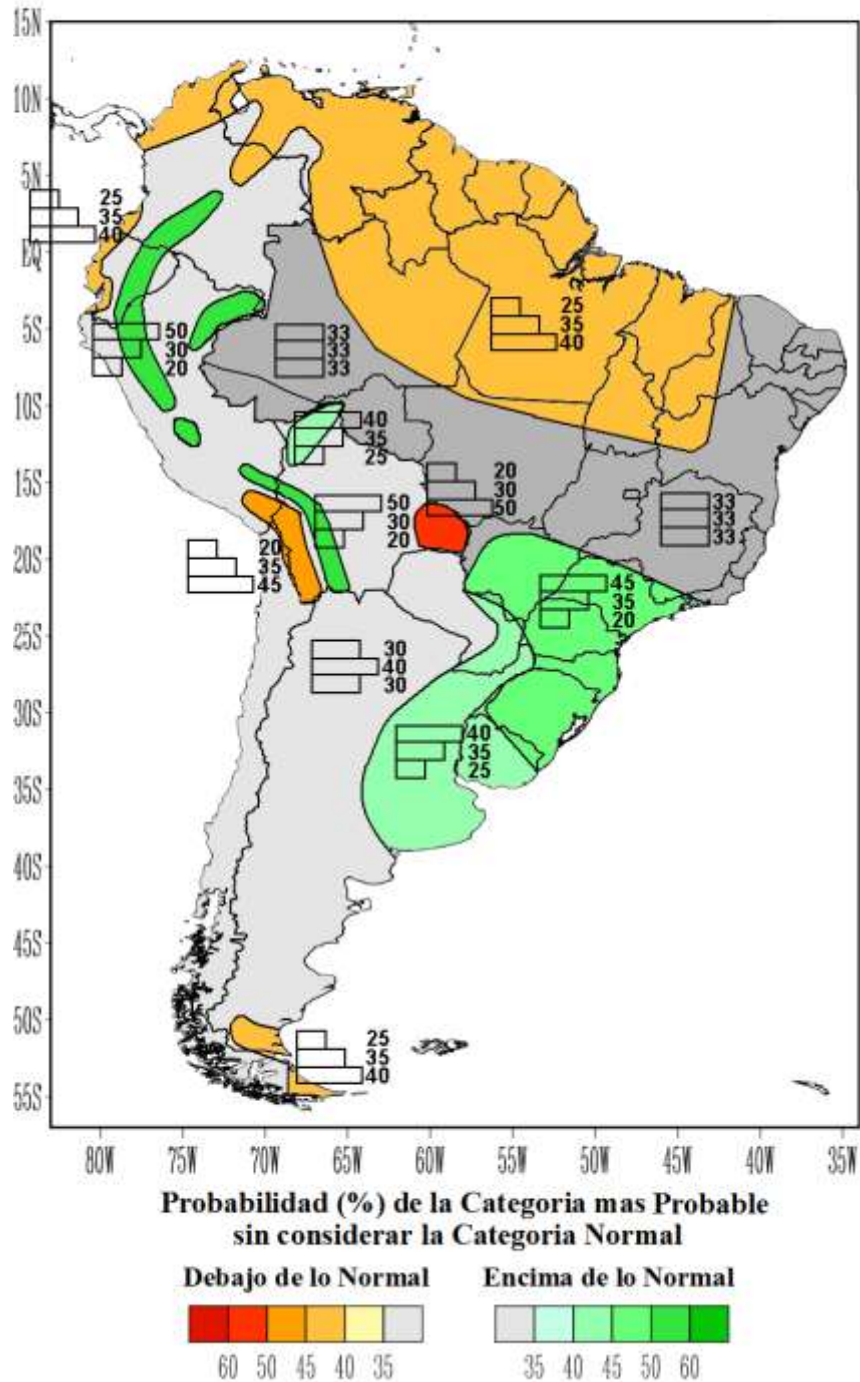 15N
10N
5N
25
35
40
EQ
25
35
40
5S
50
30
20
33
33
33
10S
40
35
25
15S
20
30
50
50
30
20
33
33
33
20S
20
35
45
45
35
20
25S
30
40
30
30S
40
35
25
35S
40S
45S
50S
25
35
40
55S
80W 75W 70W 65W 60W 55W 50W 45W 40W 35W
Probabilidad (%) de la Categoria mas Probable
sin considerar la Categoria Normal
Debajo de lo Normal Encima de lo Normal
60 50 45 40 35 35 40 45 50 60